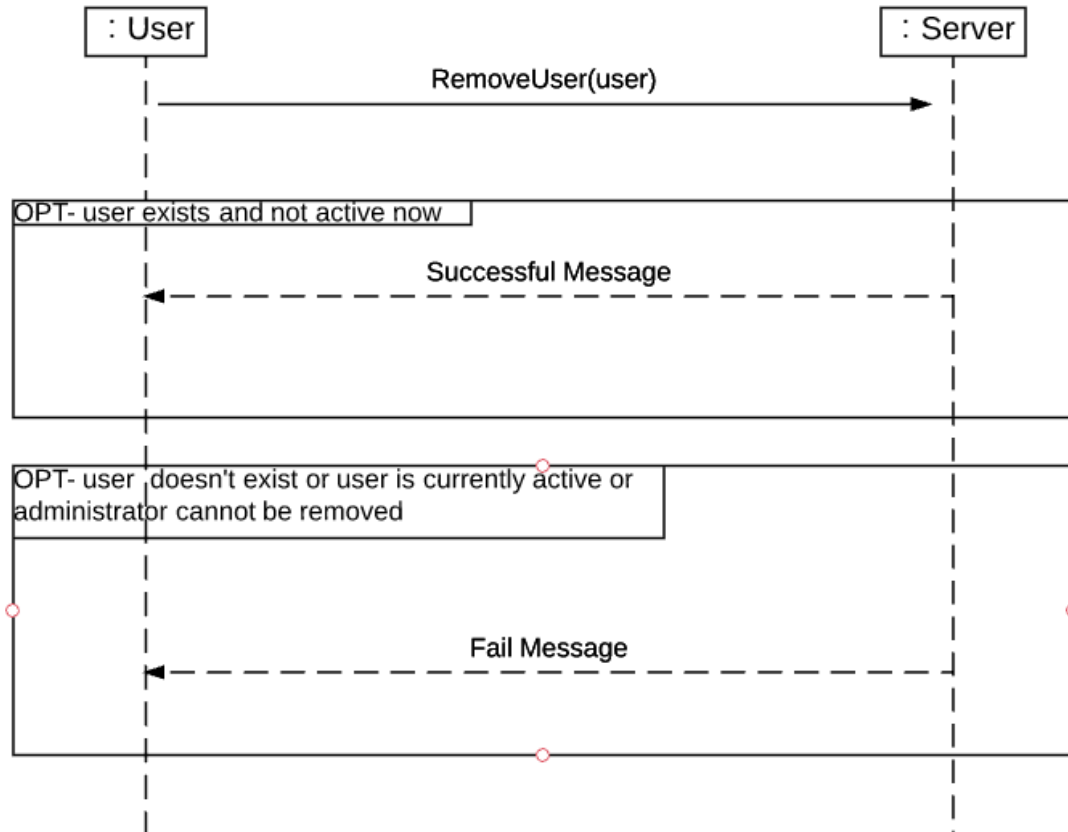 : User
: Server
RemoveUser(user)
OPT- user exists and not active now
Successful Message
OPT- user doesn't exist or user is currently active or
administrator cannot be removed
Fail Message